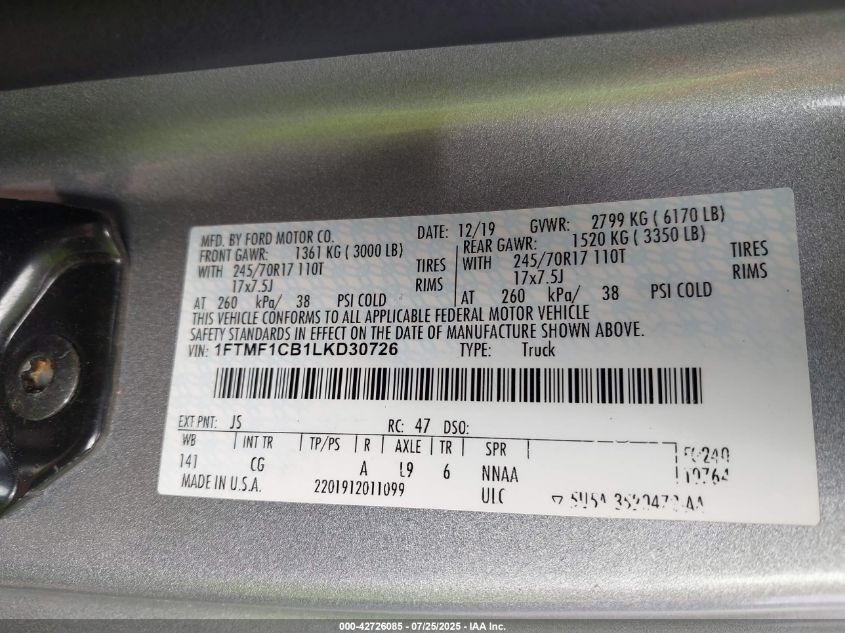 MFD. BY FORD MOTOR CO. DATE: 12/19 GVWR: 2799 KG ( 6170 LB)
FRONT GAWR: 1361 KG ( 3000 LB) REAR GAWR: 1520 KG ( 3350 LB)
WITH 245/70R17 110T TIRES WITH 245/70R17 110T TIRES
17x7.5J RIMS 17x7.5J RIMS
AT 260 kPa/ 38 PSI COLD AT 260 kPa/ 38 PSI COLD
THIS VEHICLE CONFORMS TO ALL APPLICABLE FEDERAL MOTOR VEHICLE
SAFETY STANDARDS IN EFFECT ON THE DATE OF MANUFACTURE SHOWN ABOVE.
VIN: 1FTMF1CB1LKD30726 TYPE: Truck
EXT PNT: JS RC: 47 DSO:
WB INT TR TP/PS R AXLE TR SPR
141 CG A L9 6 NNAA
MADE IN U.S.A. 2201912011099 ULC
000-42726085 - 07/25/2025 - IAA Inc.